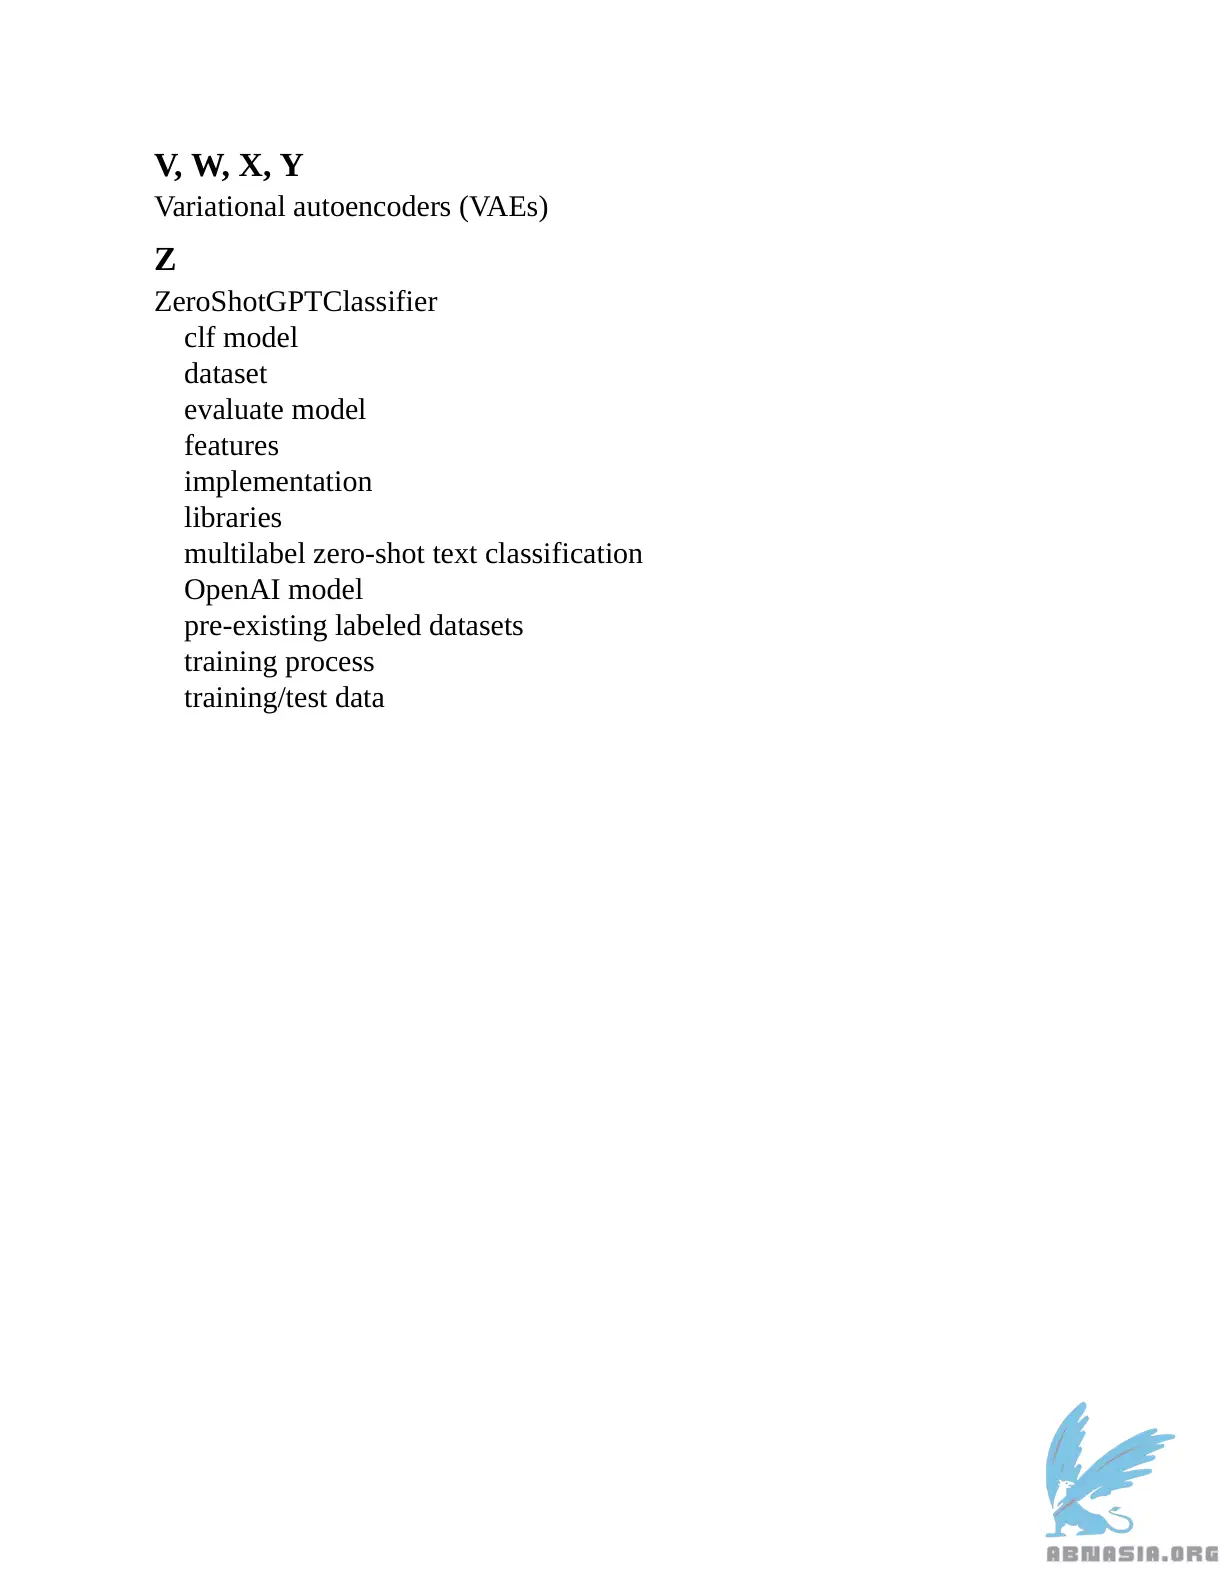 V, W, X, Y
Variational autoencoders (VAEs)
Z
ZeroShotGPTClassifier
clf model
dataset
evaluate model
features
implementation
libraries
multilabel zero-shot text classification
OpenAI model
pre-existing labeled datasets
training process
training/test data
ABNASIA.ORG